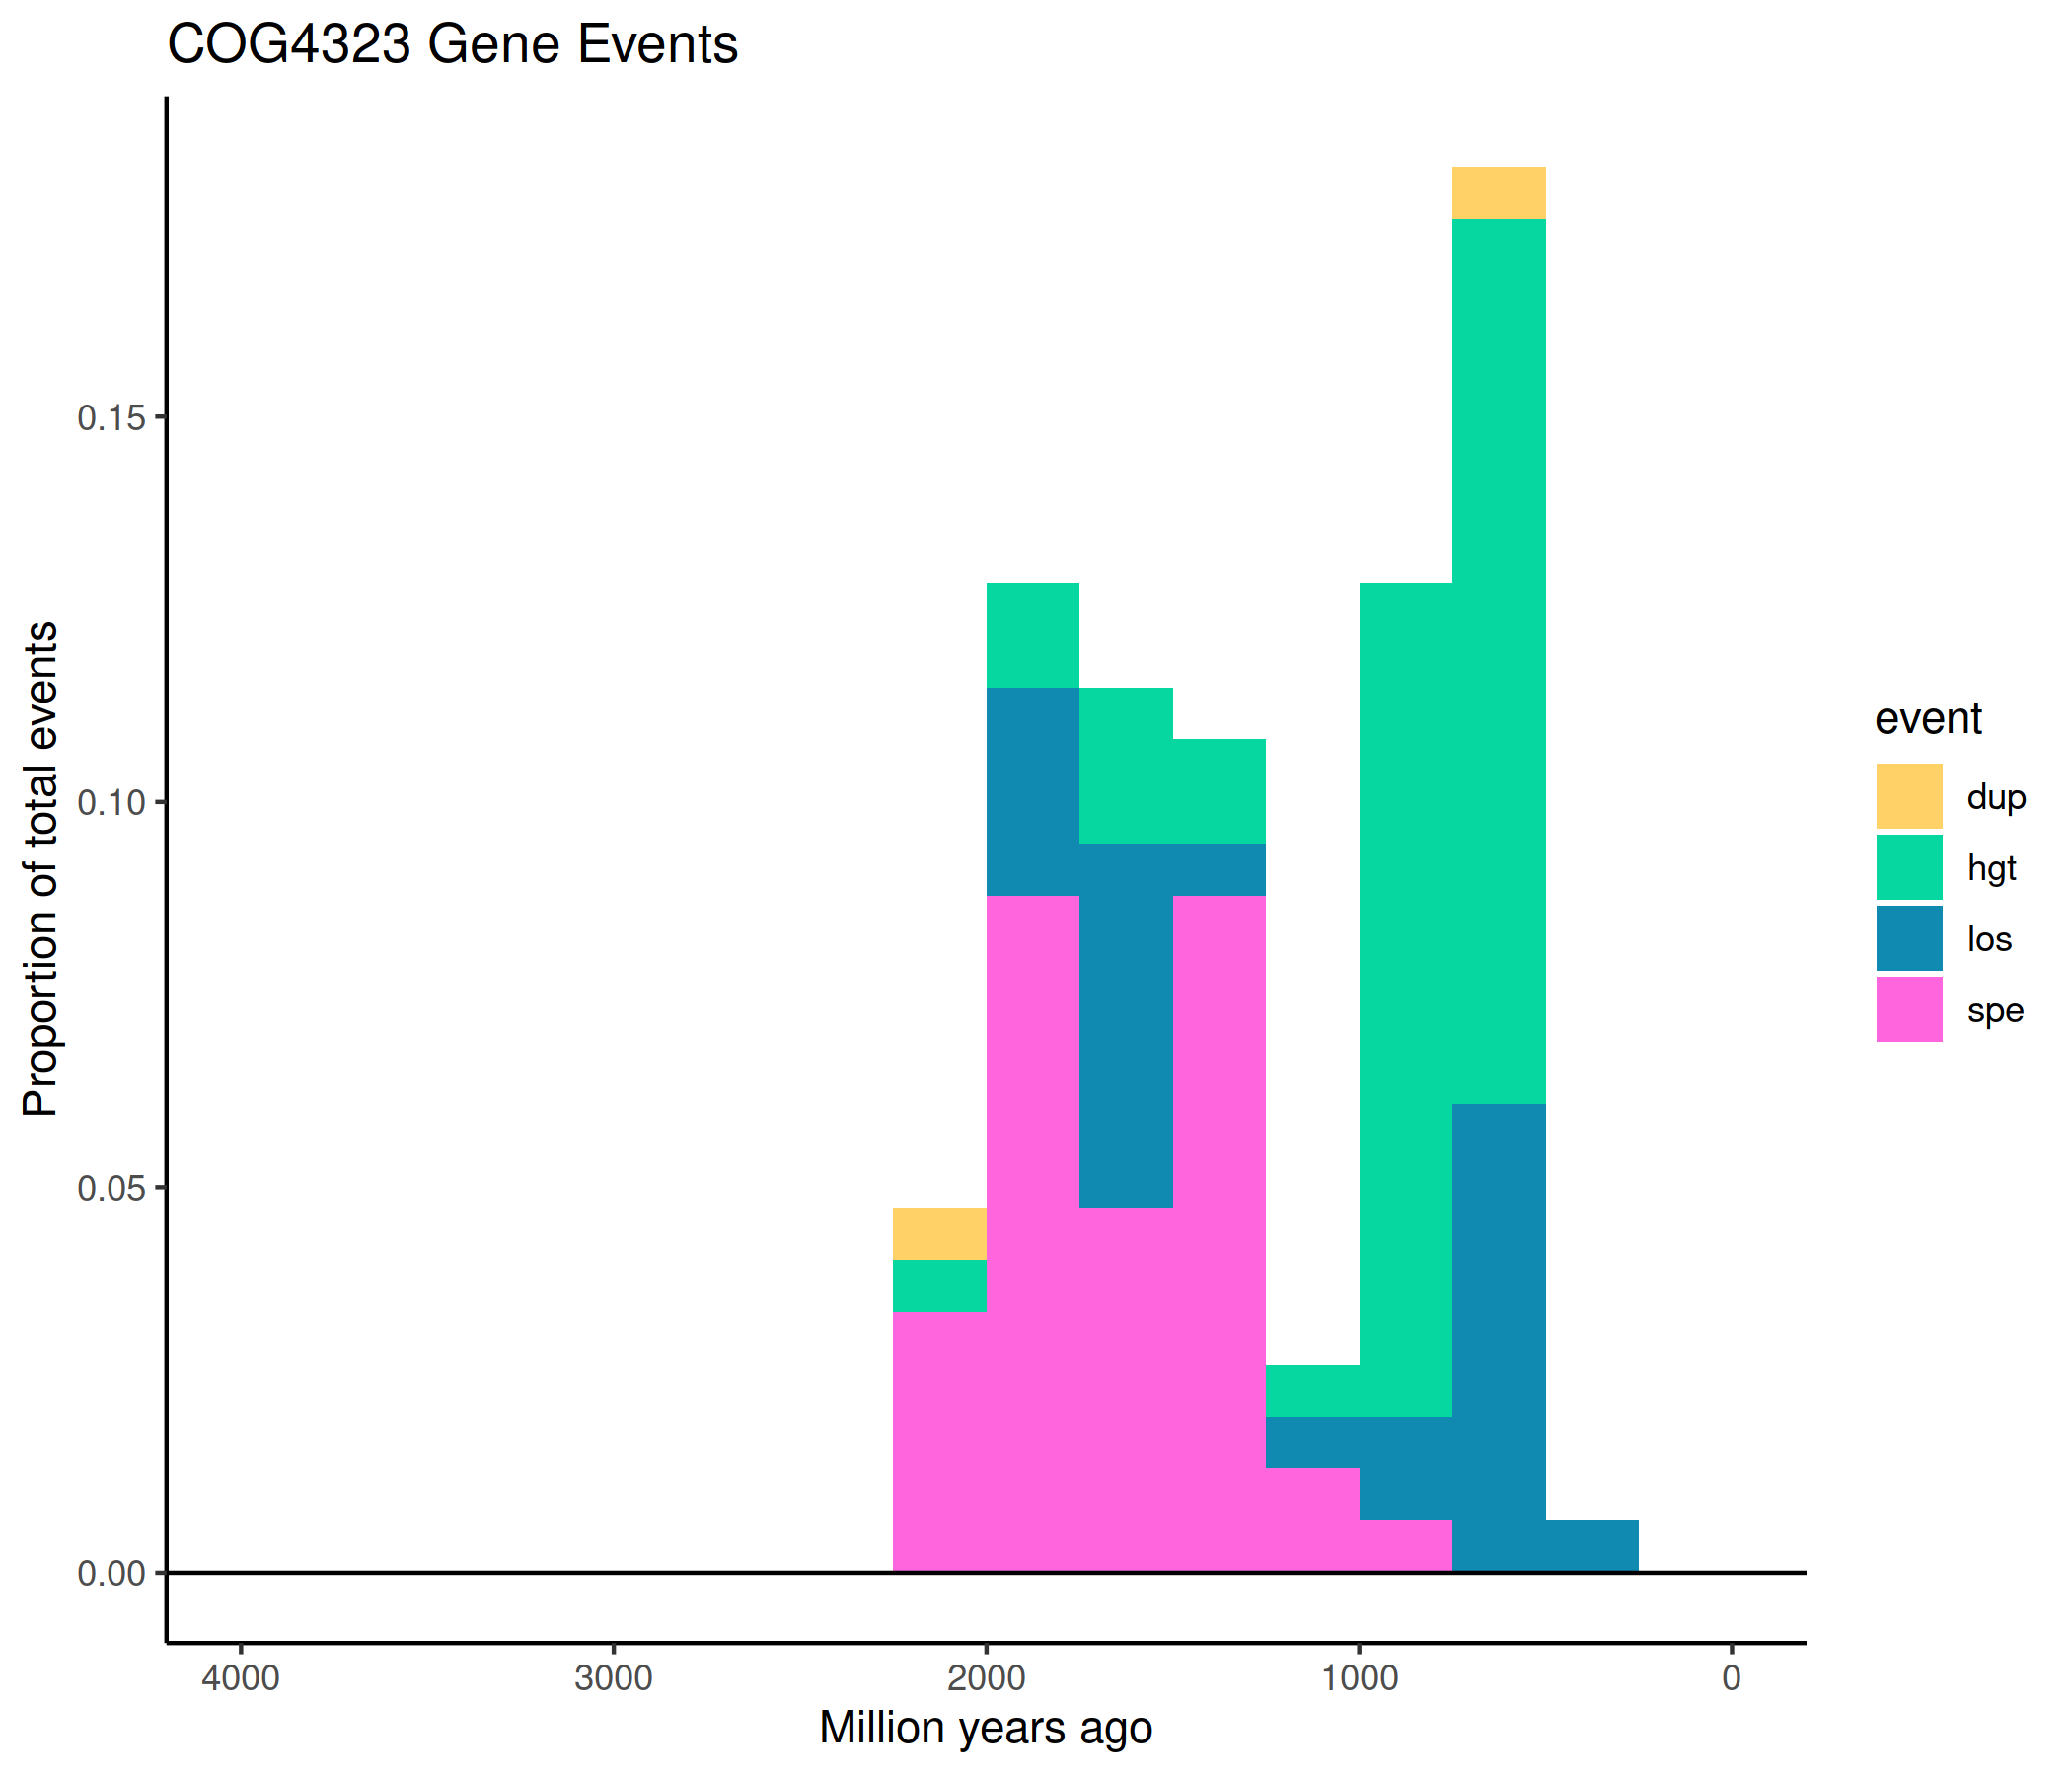 COG4323 Gene Events
Proportion of total events
0.15
0.10
0.05
0.00
4000 3000 2000 1000 0
Million years ago
event
dup
hgt
los
spe